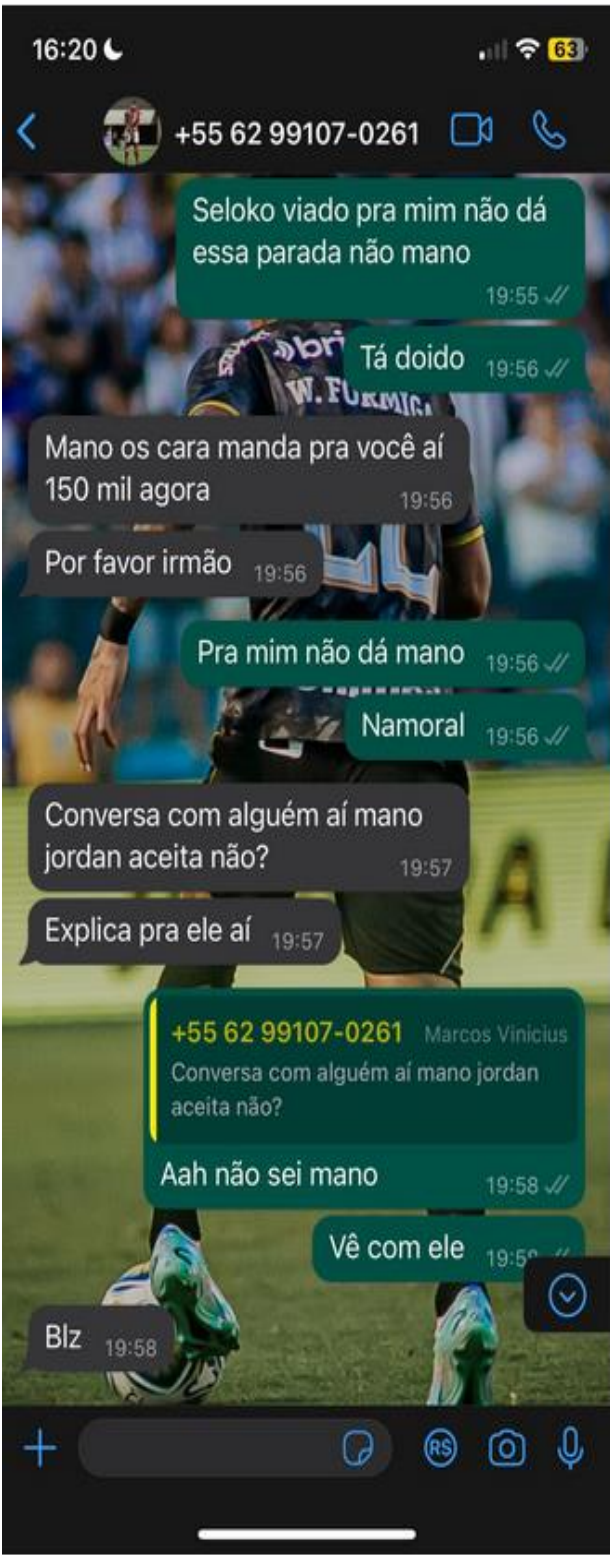 16:20
63
+55 62 99107-0261
Seloko viado pra mim não dá
essa parada não mano
19:55
Tá doido 19:56
W. FORMIGA
Mano os cara manda pra você aí
150 mil agora
19:56
Por favor irmão 19:56
Pra mim não dá mano 19:56
Namoral 19:56
Conversa com alguém aí mano
jordan aceita não?
19:57
Explica pra ele aí 19:57
+55 62 99107-0261 Marcos Vinicius
Conversa com alguém aí mano jordan
aceita não?
Aah não sei mano 19:58
Vê com ele
Blz 19:58
R$